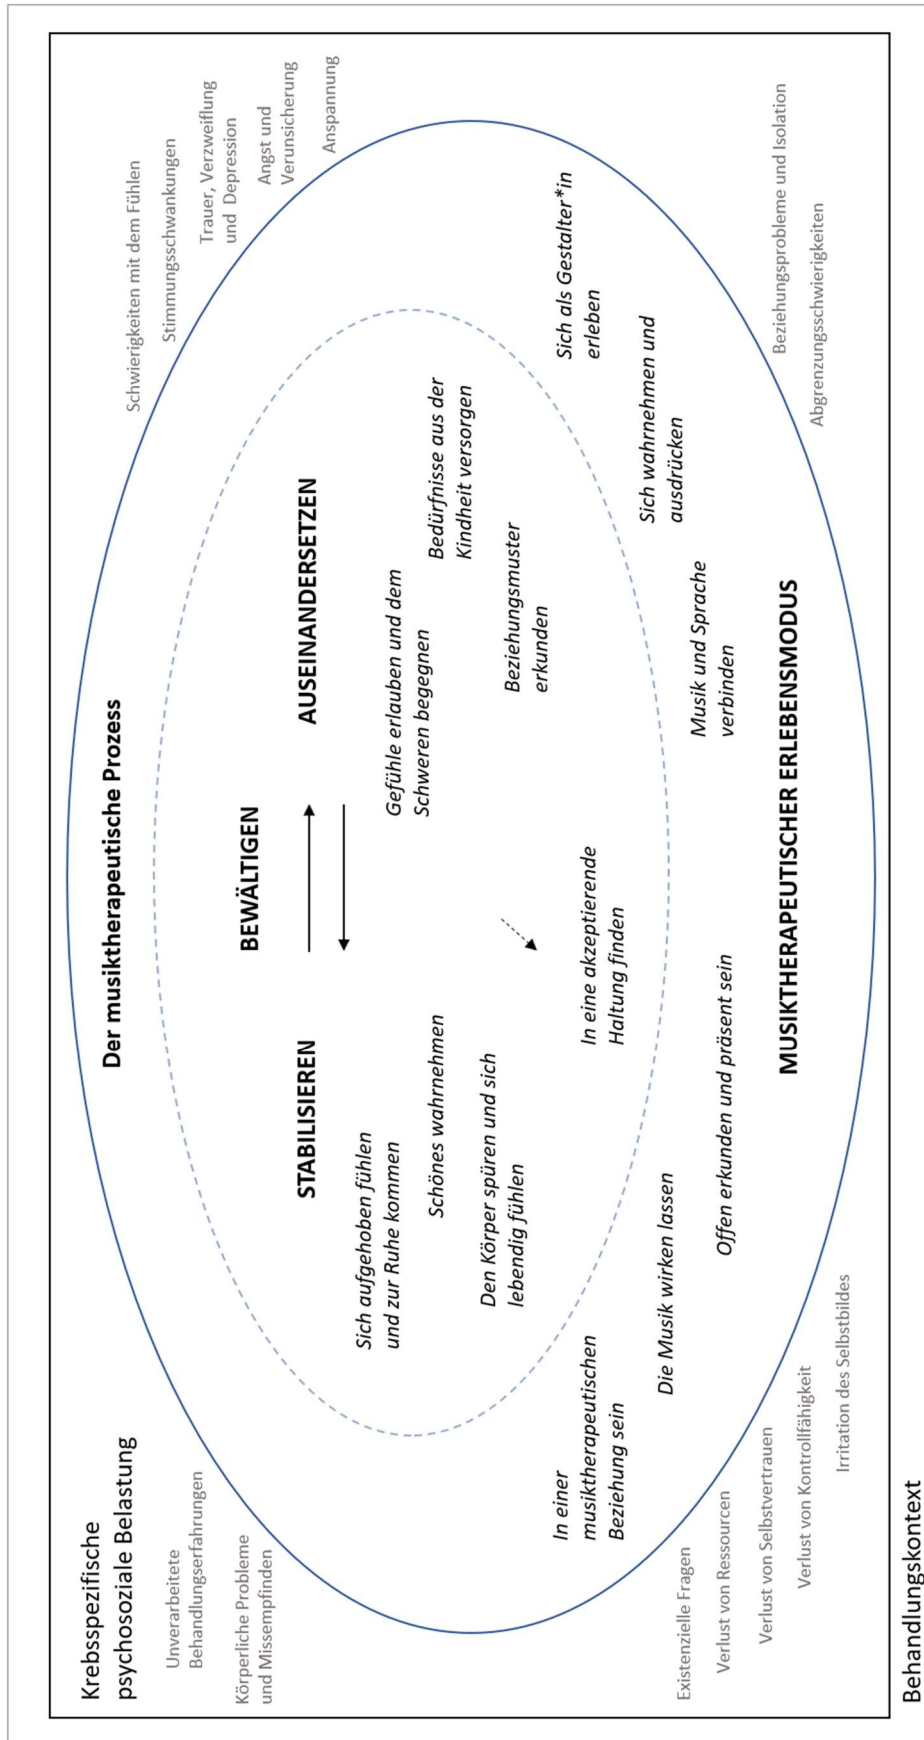 Krebsspezifische
psychosoziale Belastung
Unverarbeitete
Behandlungserfahrungen
Körperliche Probleme
und Missempfinden
Schwierigkeiten mit dem Fühlen
Stimmungsschwankungen
Trauer, Verzweiflung
und Depression
Angst und
Verunsicherung
Anspannung
Der musiktherapeutische Prozess
BEWÄLTIGEN
STABILISIEREN
AUSEINANDERSETZEN
Sich aufgehoben fühlen
und zur Ruhe kommen
Schönes wahrnehmen
Den Körper spüren und sich
lebendig fühlen
Gefühle erlauben und dem
Schweren begegnen
Bedürfnisse aus der
Kindheit versorgen
Beziehungsmuster
erkunden
In eine akzeptierende
Haltung finden
In einer
musiktherapeutischen
Beziehung sein
Die Musik wirken lassen
Offen erkunden und präsent sein
Musik und Sprache
verbinden
Sich wahrnehmen und
ausdrücken
Sich als Gestalter*in
erleben
MUSIKTHERAPEUTISCHER ERLEBENSMODUS
Existenzielle Fragen
Verlust von Ressourcen
Verlust von Selbstvertrauen
Verlust von Kontrollfähigkeit
Irritation des Selbstbildes
Beziehungsprobleme und Isolation
Abgrenzungsschwierigkeiten
Behandlungskontext